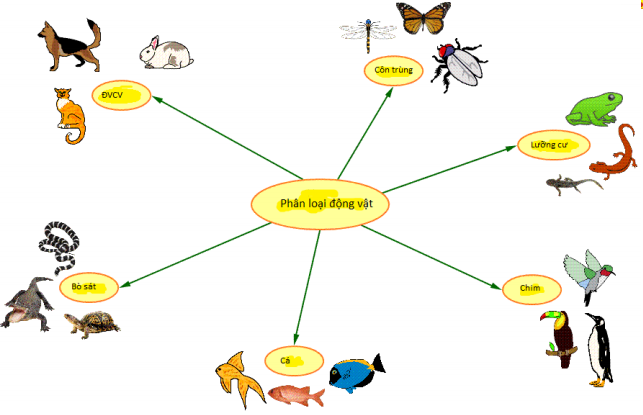 Côn trùng
ĐVCV
Lưỡng cư
Phân loại động vật
Bò sát
Chim
Cá